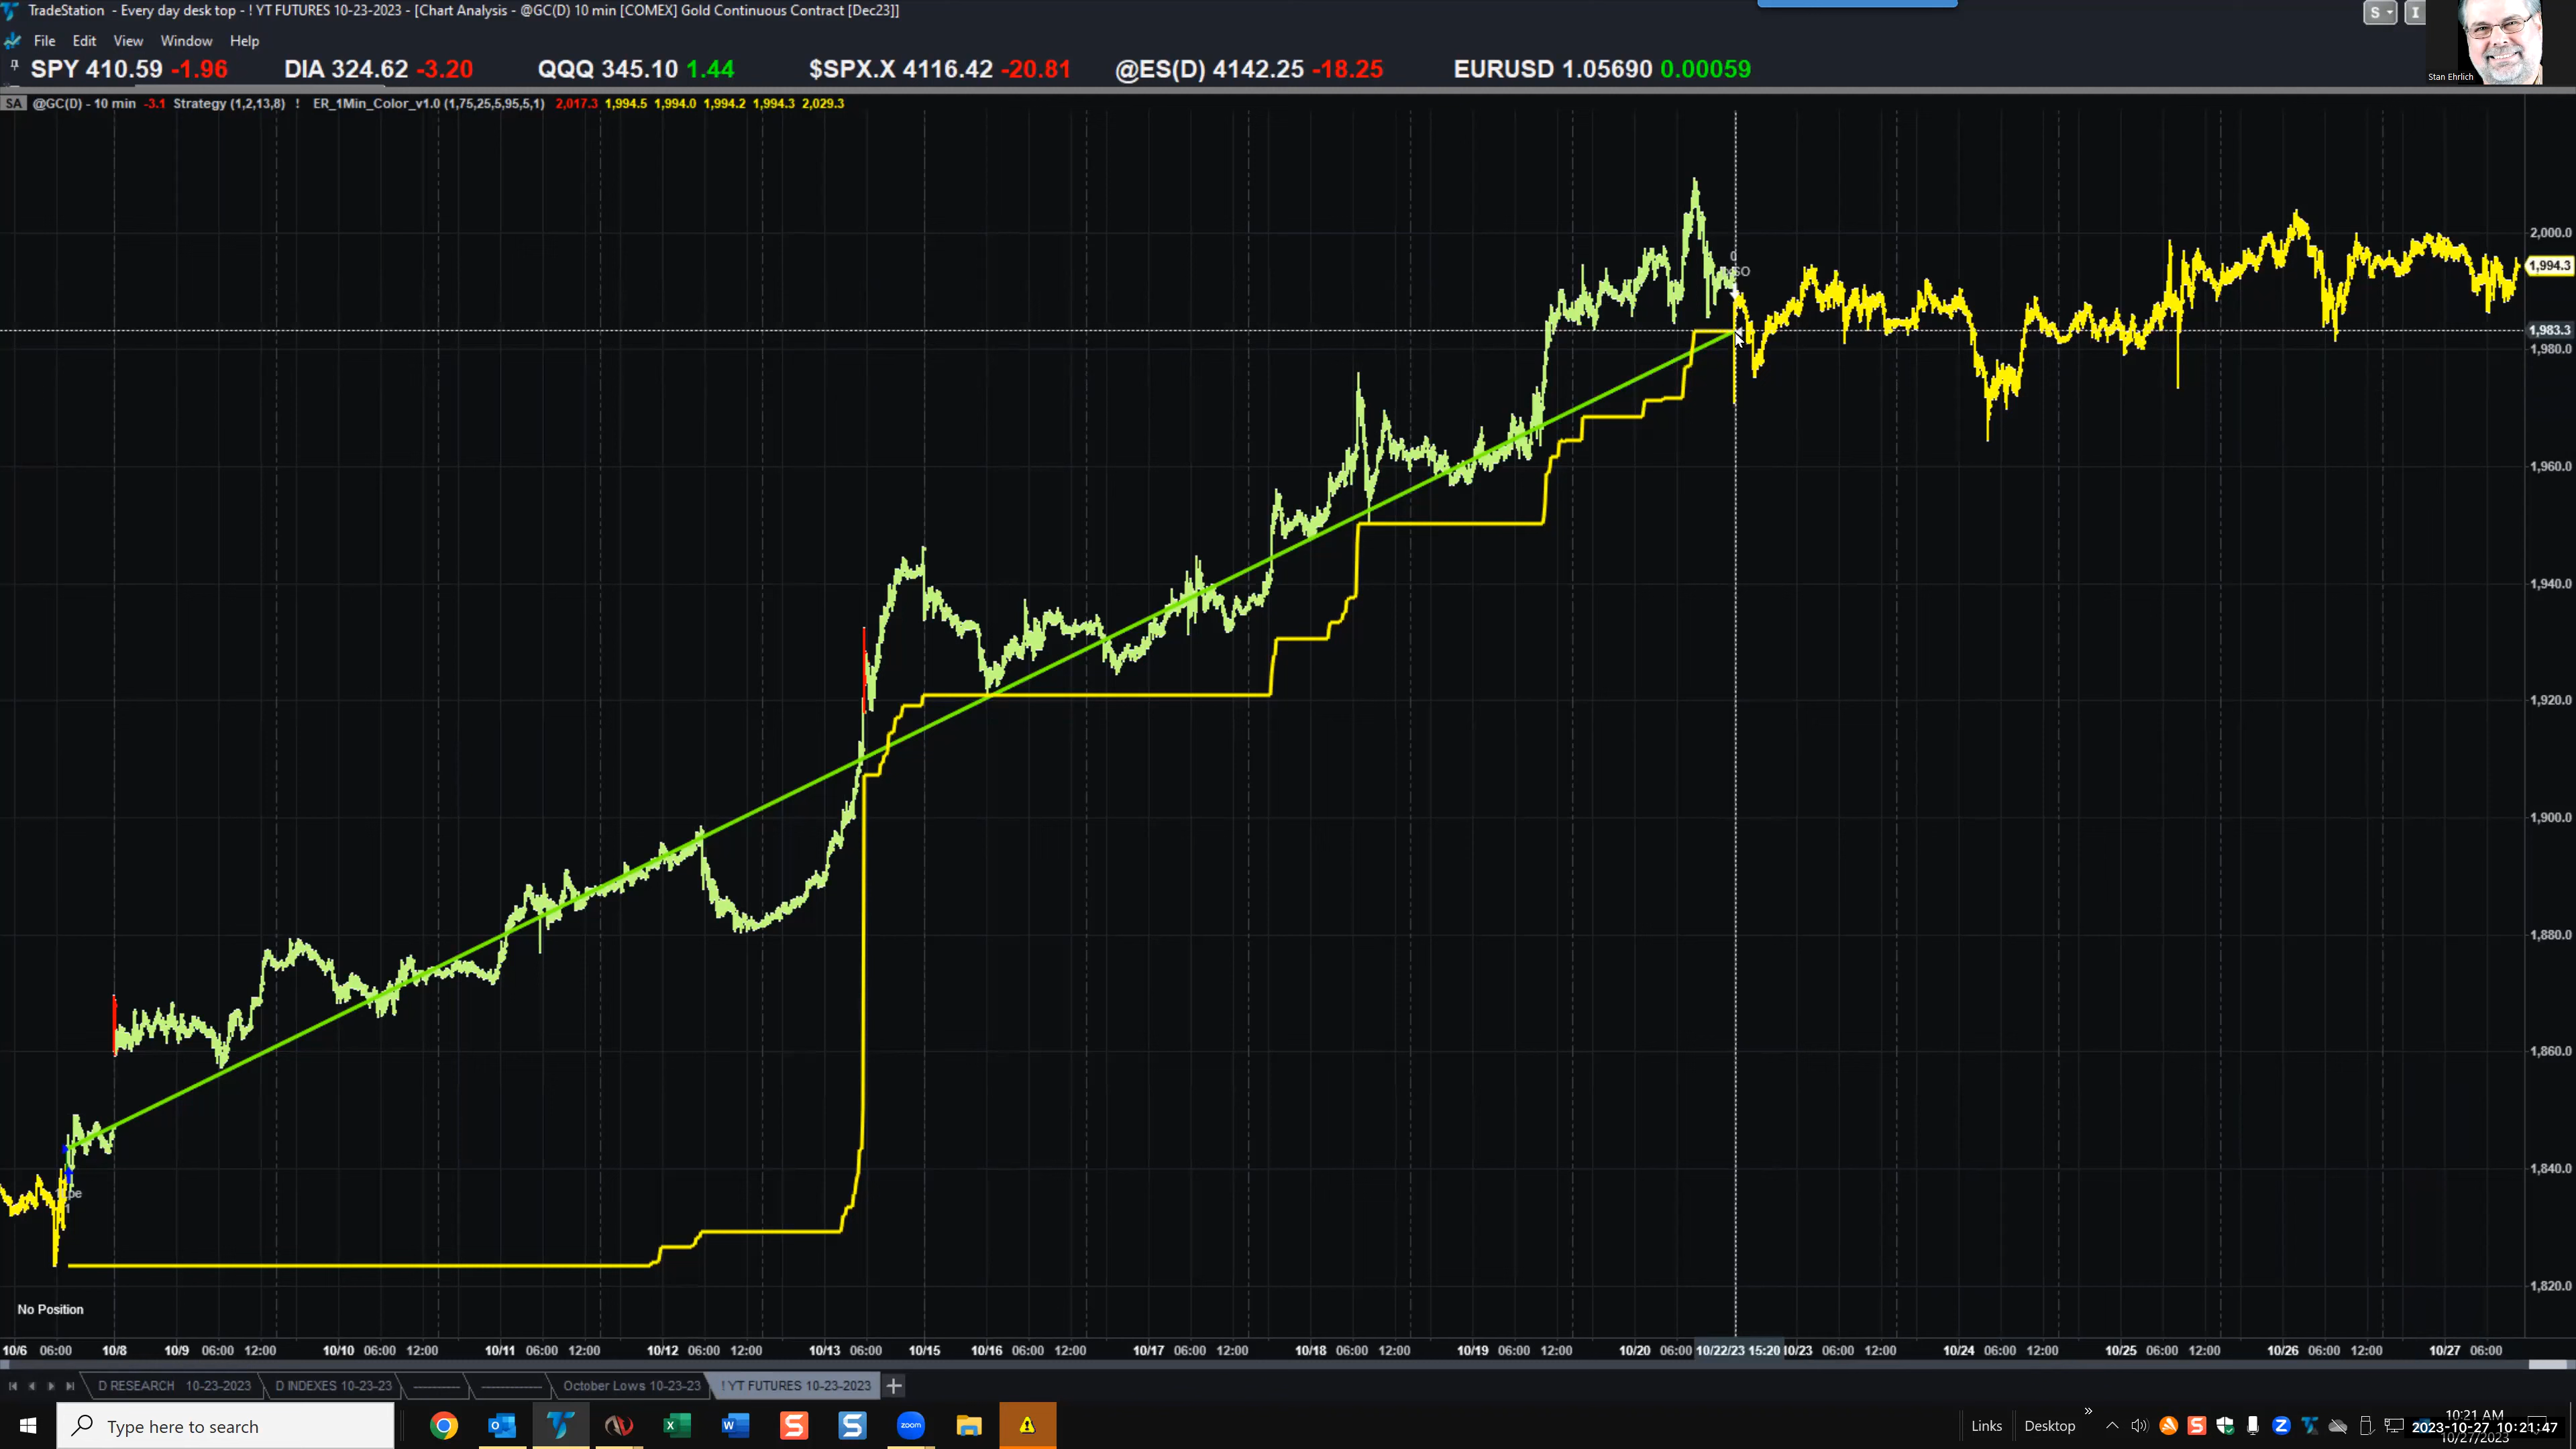 TradeStation - Every day desk top - ! YT FUTURES 10-23-2023 - [Chart Analysis - @GC(D) 10 min [COMEX] Gold Continuous Contract [Dec23]]
S I
File Edit View Window Help
SPY 410.59 -1.96 DIA 324.62 -3.20 QQQ 345.10 1.44 $SPX.X 4116.42 -20.81 @ES(D) 4142.25 -18.25 EURUSD 1.05690 0.00059
Stan Ehrlich
SA @GC(D) - 10 min -3.1 Strategy (1,2,13,8) ! ER_1Min_Color_v1.0 (1,75,25,5,95,5,1) 2,017.3 1,994.5 1,994.0 1,994.2 1,994.3 2,029.3
2,000.0
0
1,994.3
1,983.3
1,980.0
1,960.0
1,940.0
1,920.0
1,900.0
1,880.0
1,860.0
1,840.0
1,820.0
No Position
10/6 06:00 10/8 10/9 06:00 12:00 10/10 06:00 12:00 10/11 06:00 12:00 10/12 06:00 12:00 10/13 06:00 10/15 10/16 06:00 12:00 10/17 06:00 12:00 10/18 06:00 12:00 10/19 06:00 12:00 10/20 06:00 10/22/23 15:20 10/23 06:00 12:00 10/24 06:00 12:00 10/25 06:00 12:00 10/26 06:00 12:00 10/27 06:00
D RESEARCH 10-23-2023 D INDEXES 10-23-23 October Lows 10-23-23 ! YT FUTURES 10-23-2023 +
Type here to search
zoom
Links Desktop
10:21 AM
2023-10-27 10:21:47
10/27/2023